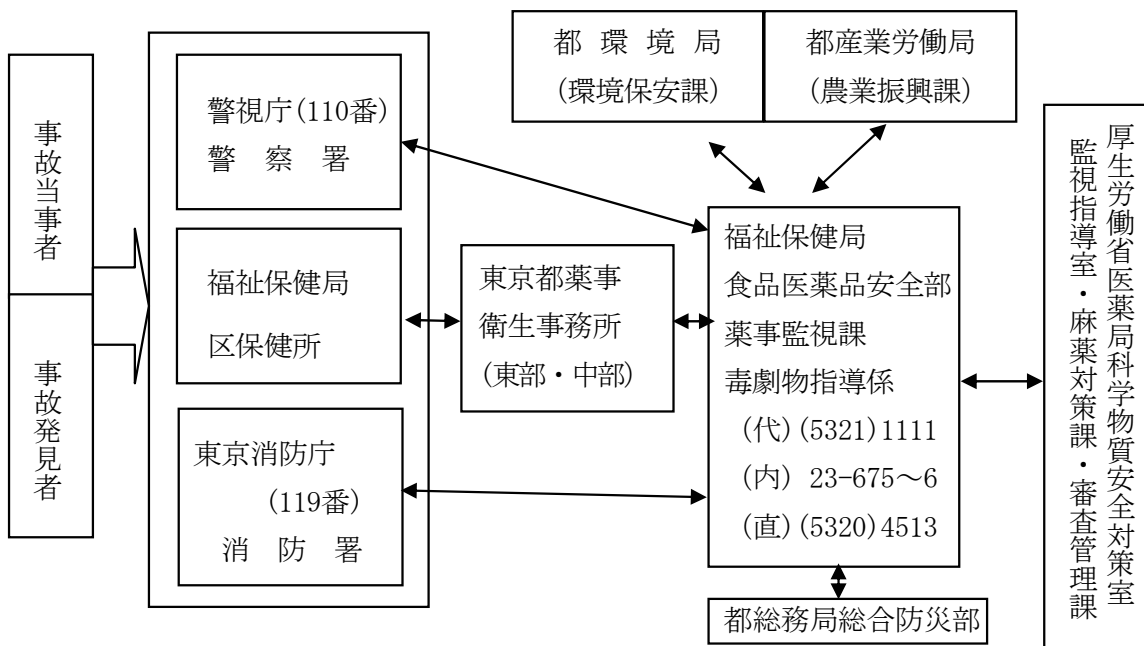 事故当事者
事故発見者
警視庁(110番)
警察署
福祉保健局
区保健所
東京消防庁
(119番)
消防署
東京都薬事
衛生事務所
(東部・中部)
都環境局
(環境保安課)
都産業労働局
(農業振興課)
福祉保健局
食品医薬品安全部
薬事監視課
毒劇物指導係
(代)(5321)1111
(内) 23-675～6
(直)(5320)4513
都総務局総合防災部
厚生労働省医薬局科学物質安全対策室
監視指導室・麻薬対策課・審査管理課